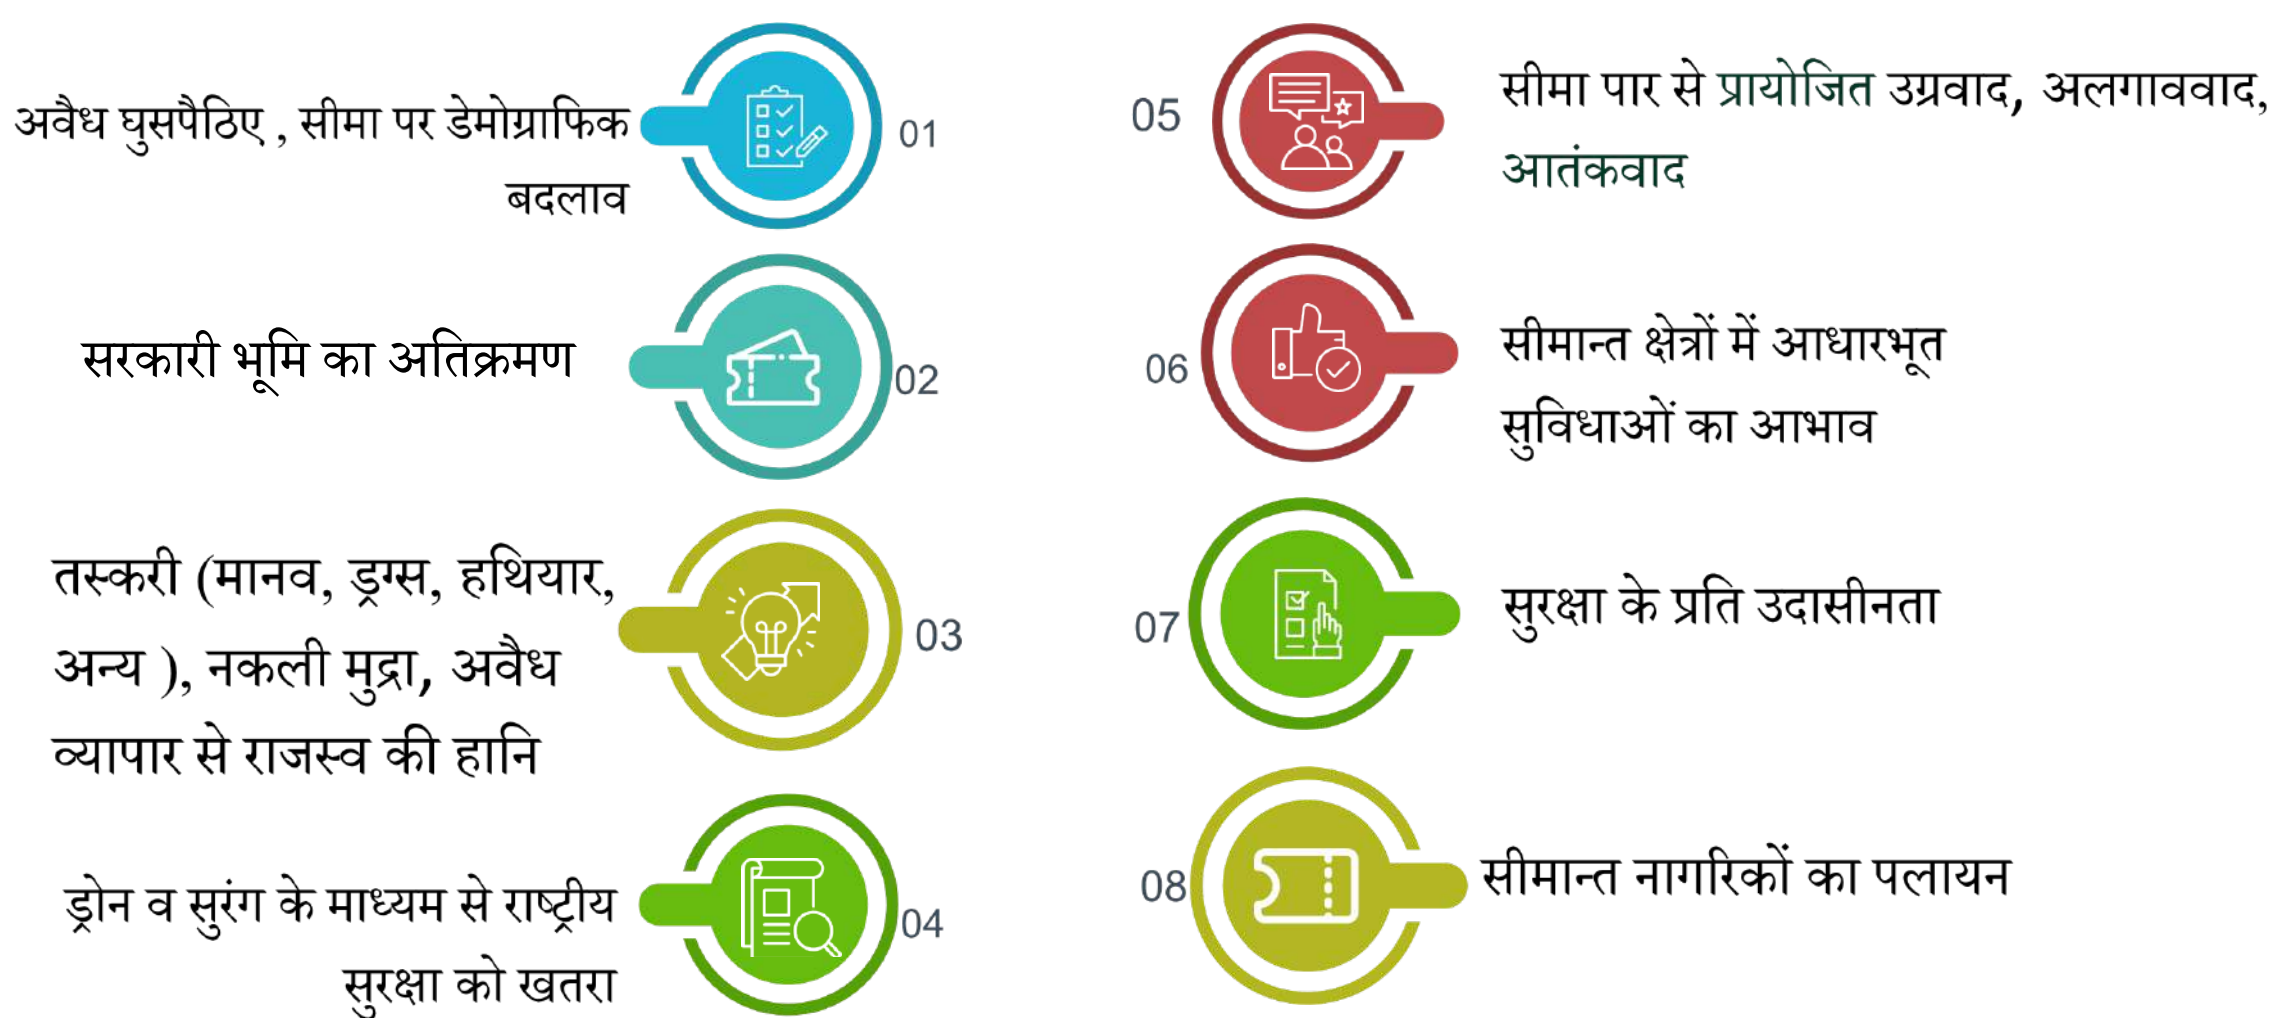 अवैध घुसपैठिए , सीमा पर डेमोग्राफिक
बदलाव
01
सरकारी भूमि का अतिक्रमण
02
तस्करी (मानव, ड्रग्स, हथियार,
अन्य ), नकली मुद्रा, अवैध
व्यापार से राजस्व की हानि
03
ड्रोन व सुरंग के माध्यम से राष्ट्रीय
सुरक्षा को खतरा
04
05
सीमा पार से प्रायोजित उग्रवाद, अलगाववाद,
आतंकवाद
06
सीमान्त क्षेत्रों में आधारभूत
सुविधाओं का आभाव
07
सुरक्षा के प्रति उदासीनता
08
सीमान्त नागरिकों का पलायन